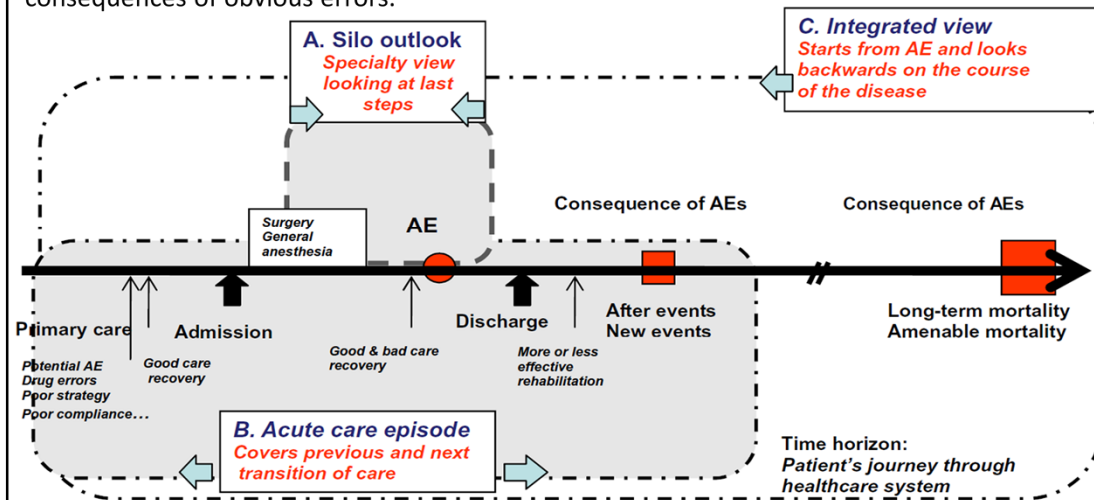 consequences of obvious errors.
A. Silo outlook
Specialty view
looking at last
steps
C. Integrated view
Starts from AE and looks
backwards on the course
of the disease
Surgery
General
anesthesia
AE
Consequence of AEs
Consequence of AEs
Primary care
Admission
Discharge
After events
New events
Long-term mortality
Amenable mortality
Potential AE
Drug errors
Poor strategy
Poor compliance...
Good care
recovery
Good & bad care
recovery
More or less
effective
rehabilitation
B. Acute care episode
Covers previous and next
transition of care
Time horizon:
Patient's journey through
healthcare system